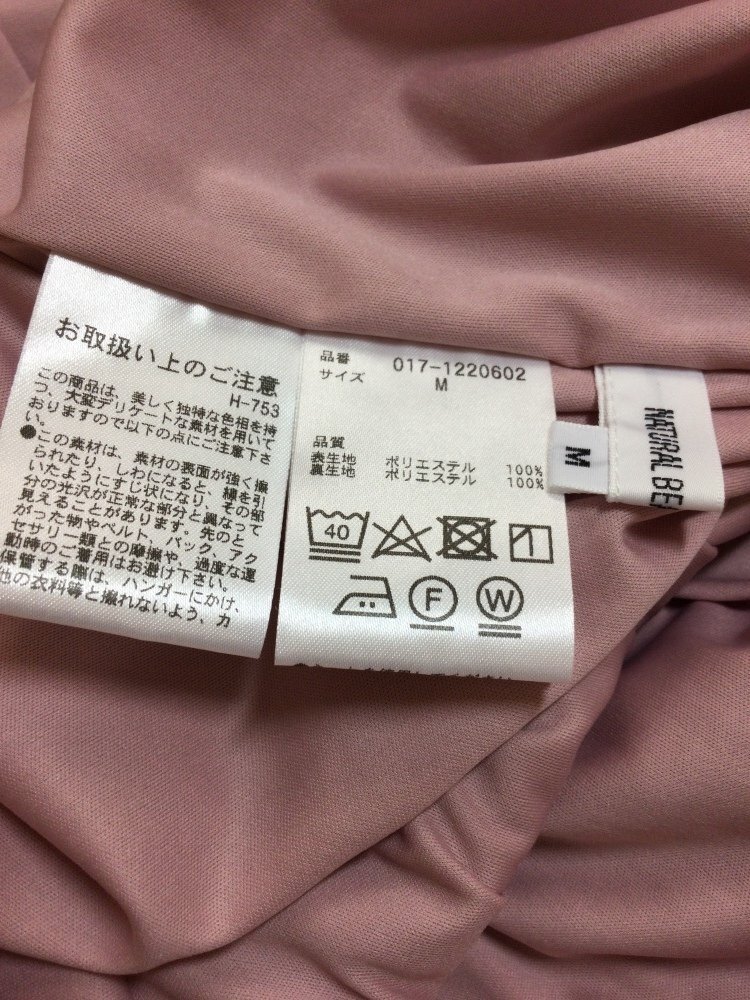 お取扱い上のご注意
H-753
この商品は、美しく独特な色相を持
つ、大変デリケートな素材を用いて
おりますので以下の点にご注意下さ
●この素材は、素材の表面が強く擦
られたり、しわになると、線を引
いたようにすじ状になり、その部
分の光沢が正常な部分と異なって
見えることがあります。先のと
がった物やベルト、バック、アク
セサリー類との摩擦や、過度な運
動時のご着用はお避け下さい。
保管する際は、ハンガーにかけ、
他の衣料等と擦れないよう、カ
品番 017-1220602
サイズ M
品質
表生地 ポリエステル 100%
裏生地 ポリエステル 100%
40
F
W
M
NATURAL BE